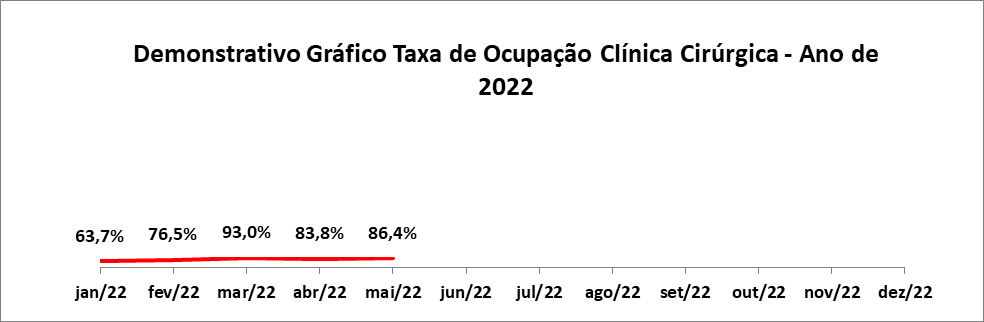 Demonstrativo Gráfico Taxa de Ocupação Clínica Cirúrgica - Ano de
2022
63,7% 76,5% 93,0% 83,8% 86,4%
jan/22 fev/22 mar/22 abr/22 mai/22 jun/22 jul/22 ago/22 set/22 out/22 nov/22 dez/22